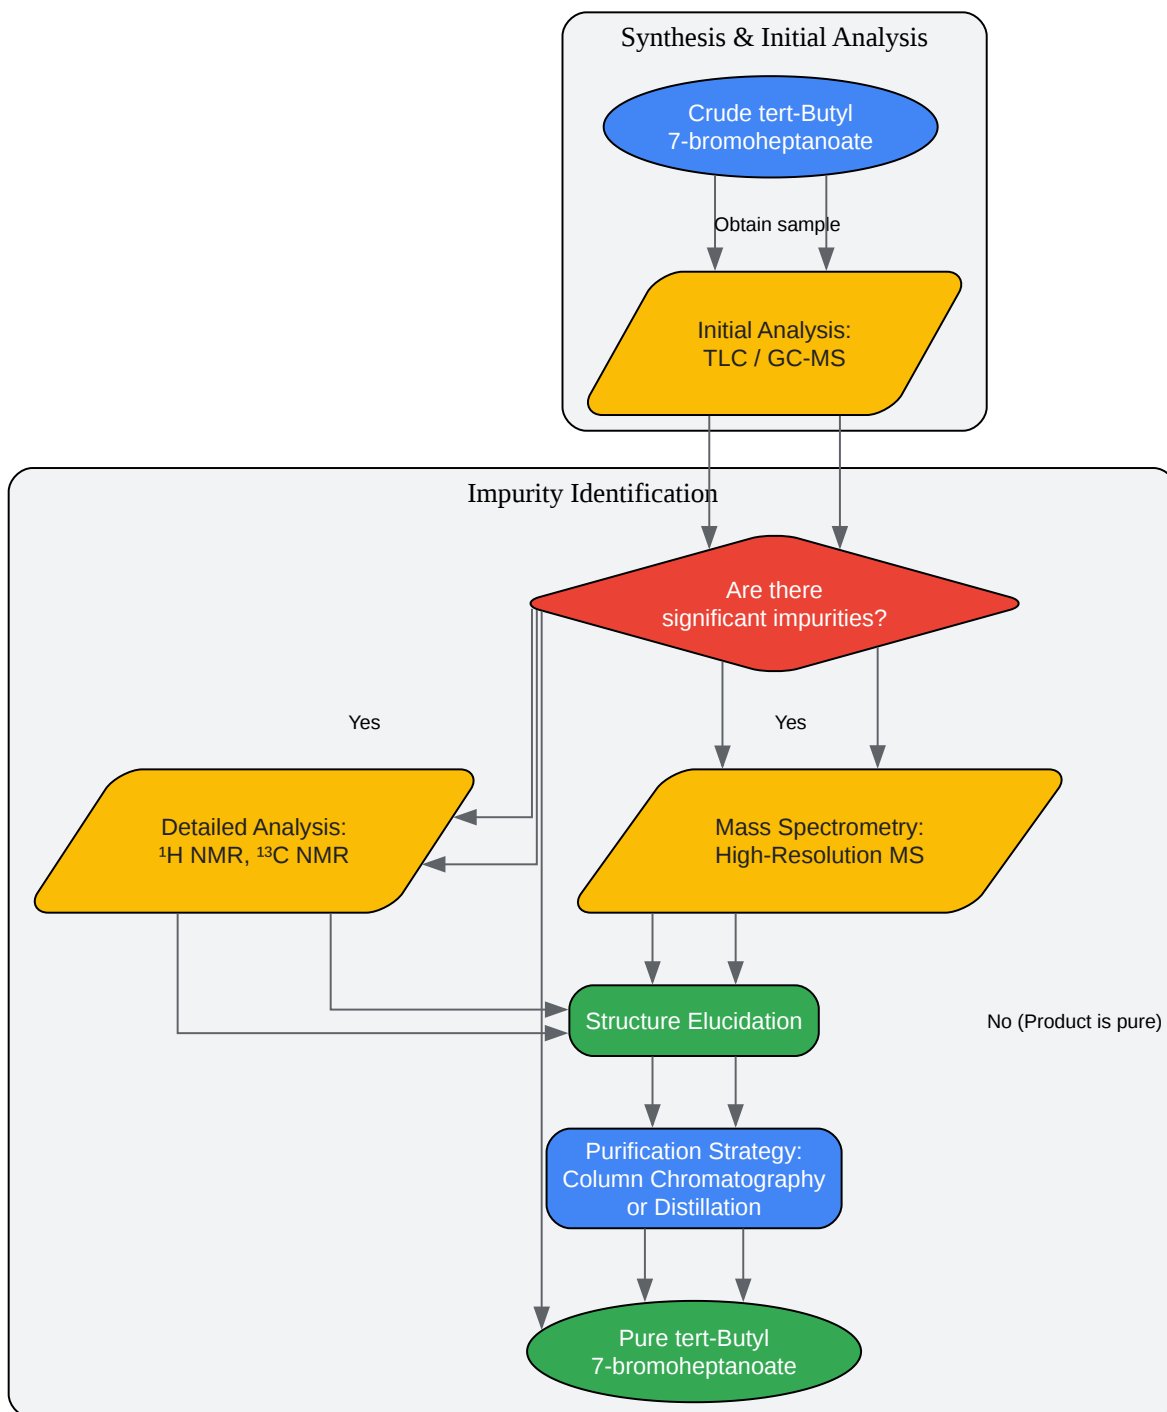 Synthesis & Initial Analysis
Crude tert-Butyl
7-bromoheptanoate
Obtain sample
Initial Analysis:
TLC / GC-MS
Impurity Identification
Are there
significant impurities?
Yes
Yes
Detailed Analysis:
¹H NMR, ¹³C NMR
Mass Spectrometry:
High-Resolution MS
Structure Elucidation
No (Product is pure)
Purification Strategy:
Column Chromatography
or Distillation
Pure tert-Butyl
7-bromoheptanoate